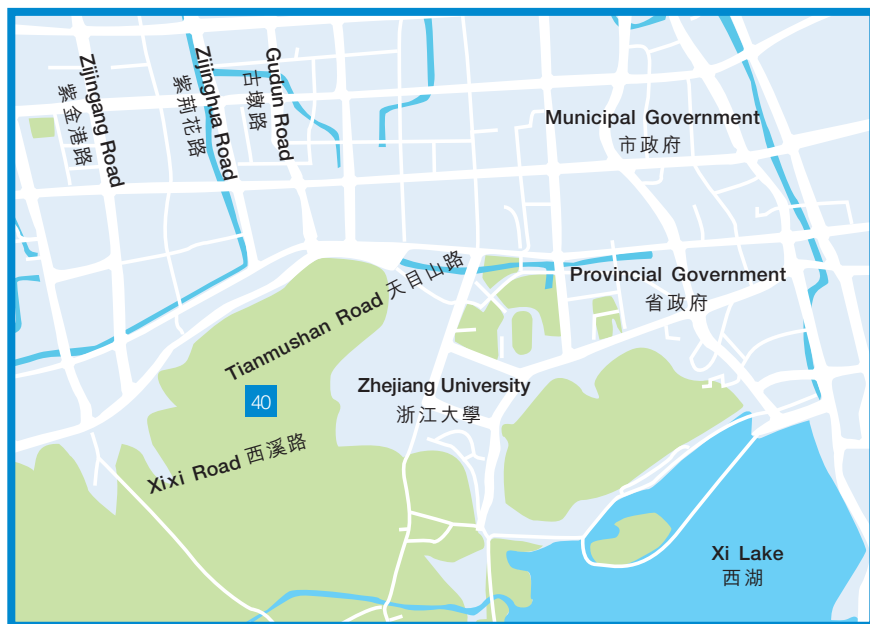 Zijingang Road
紫金港路
Zijinghua Road
紫荊花路
Gudun Road
古墩路
Municipal Government
市政府
Provincial Government
省政府
Tianmushan Road 天目山路
Zhejiang University
浙江大學
40
Xixi Road 西溪路
Xi Lake
西湖